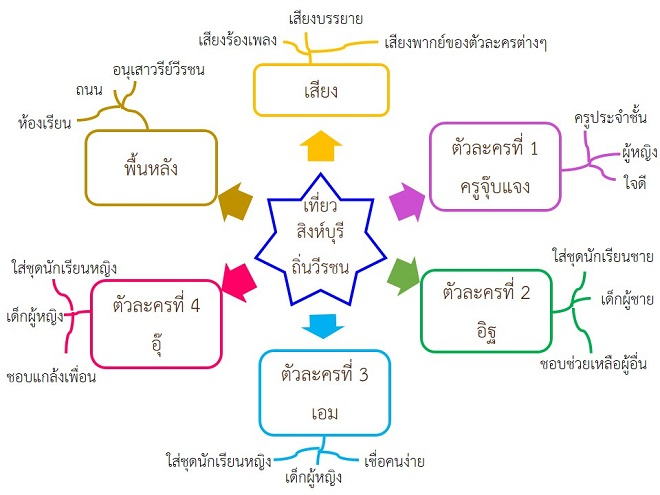 เสียงบรรยาย
เสียงร้องเพลง
เสียงพากย์ของตัวละครต่างๆ
เสียง
อนุเสาวรีย์วีรชน
ถนน
ห้องเรียน
พื้นหลัง
ครูประจำชั้น
ผู้หญิง
ใจดี
ตัวละครที่ 1
ครูจุ๊บแจง
เที่ยว
สิงห์บุรี
ถิ่นวีรชน
ใส่ชุดนักเรียนหญิง
เด็กผู้หญิง
ชอบแกล้งเพื่อน
ตัวละครที่ 4
อุ๊
ใส่ชุดนักเรียนชาย
เด็กผู้ชาย
ชอบช่วยเหลือผู้อื่น
ตัวละครที่ 2
อิฐ
ตัวละครที่ 3
เอม
ใส่ชุดนักเรียนหญิง
เด็กผู้หญิง
เชื่อคนง่าย